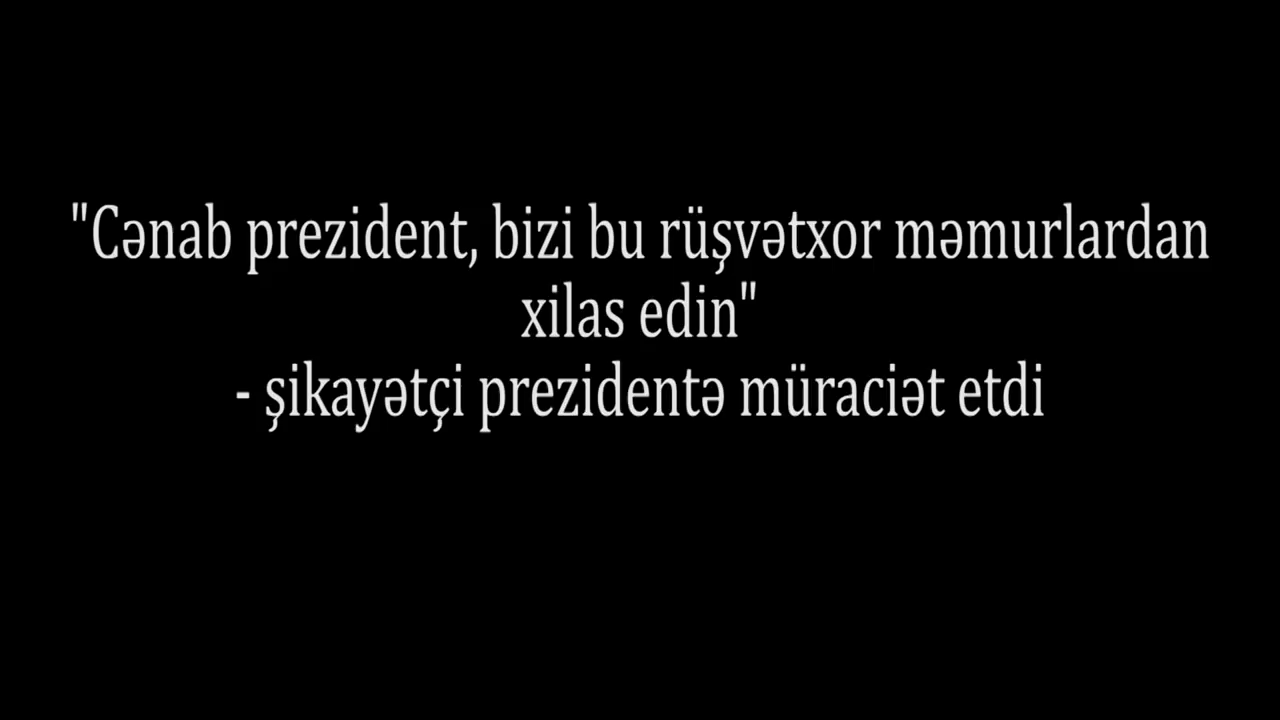 "Cənab prezident, bizi bu rüşvətxor məmurlardan
xilas edin"
- şikayətçi prezidentə müraciət etdi